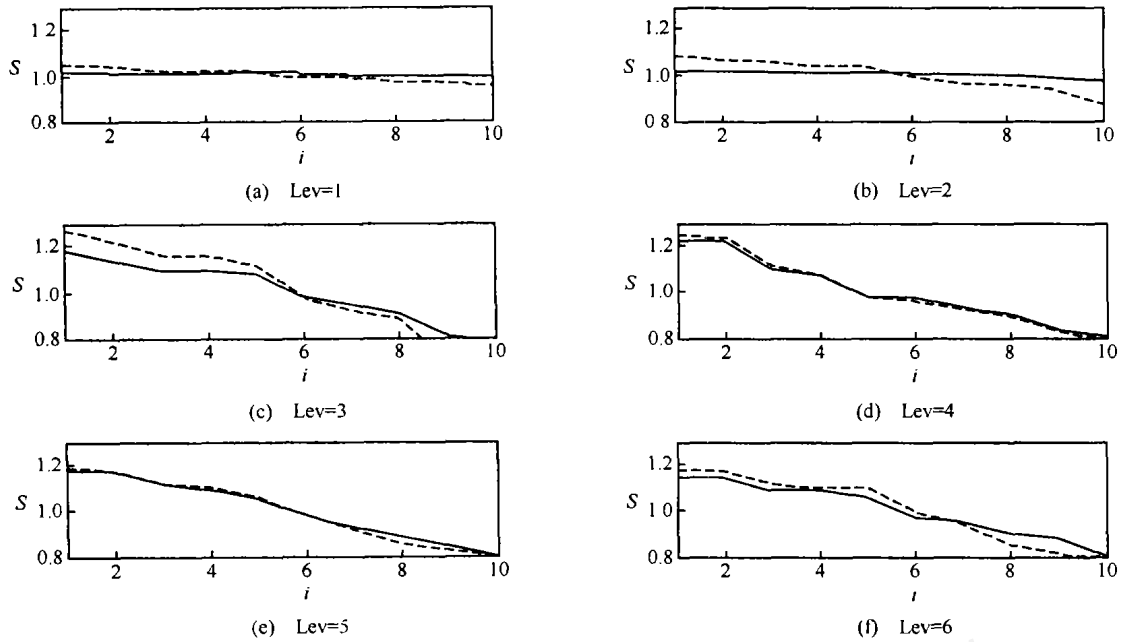 1.2
S 1.0
0.8
2 4 6 8 10
i
(a) Lev=1
1.2
S 1.0
0 8
2 4 6 8 10
ı
(b) Lev=2
1.2
S 1.0
0.8
2 4 6 8 10
i
(c) Lev=3
1.2
S 1.0
0.8
2 4 6 8 10
ı
(d) Lev=4
1.2
S 1.0
0.8
2 4 6 8 10
i
(e) Lev=5
1.2
S 1.0
0.8
2 4 6 8 10
ı
(f) Lev=6